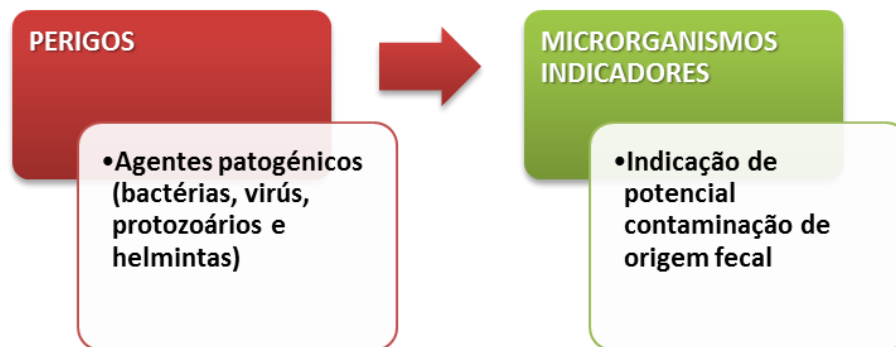 PERIGOS
•Agentes patogénicos
(bactérias, virús,
protozoários e
helmintas)
MICRORGANISMOS
INDICADORES
•Indicação de
potencial
contaminação de
origem fecal